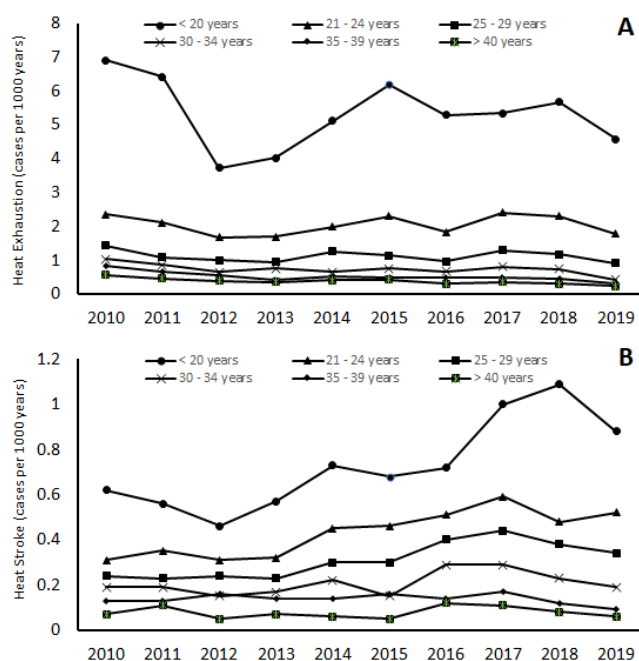 8
A
< 20 years
21 - 24 years
25 - 29 years
30 - 34 years
35 - 39 years
> 40 years
7
6
5
4
3
2
1
0
Heat Exhaustion (cases per 1000 years)
2010 2011 2012 2013 2014 2015 2016 2017 2018 2019
1.2
B
< 20 years
21 - 24 years
25 - 29 years
30 - 34 years
35 - 39 years
> 40 years
1
0.8
0.6
0.4
0.2
0
Heat Stroke (cases per 1000 years)
2010 2011 2012 2013 2014 2015 2016 2017 2018 2019